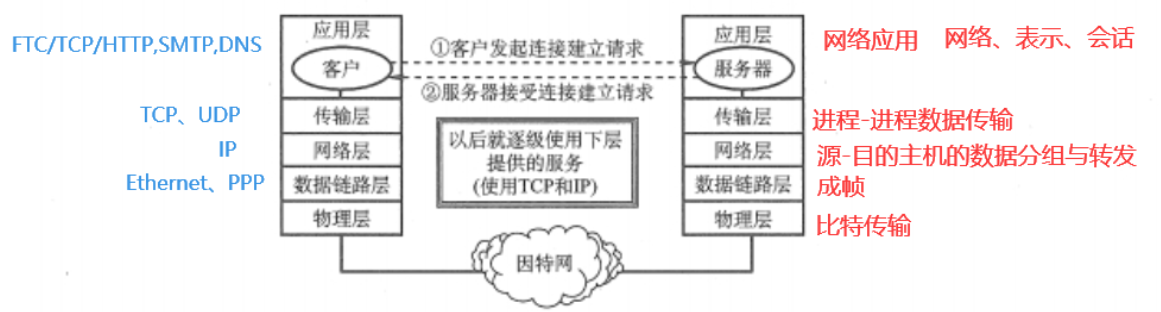 FTC/TCP/HTTP,SMTP,DNS
应用层
客户
①客户发起连接建立请求
②服务器接受连接建立请求
应用层
服务器
网络应用 网络、表示、会话
TCP、UDP
传输层
传输层
进程-进程数据传输
以后就逐级使用下层
提供的服务
(使用TCP和IP)
IP
网络层
网络层
源-目的主机的数据分组与转发
Ethernet、PPP
数据链路层
数据链路层
成帧
物理层
物理层
比特传输
因特网